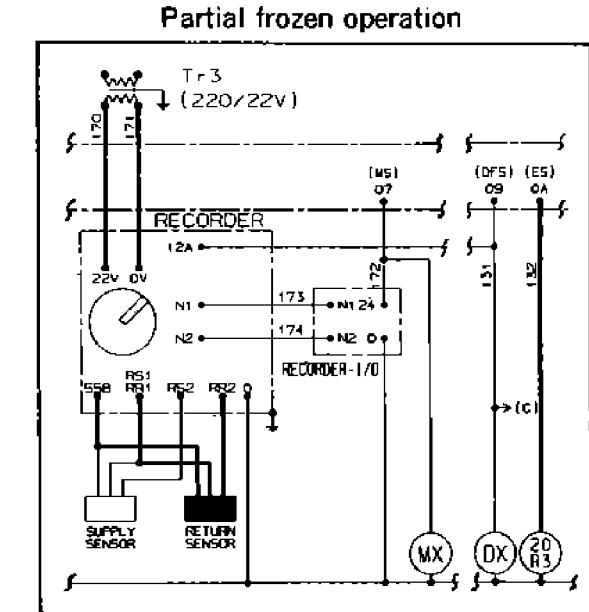 Partial frozen operation
Tr3
(220/22V)
170
171
(MS) (DFS) (ES)
07 09 0A
RECORDER
12A
22V 0V
172
131
132
N1 173 N1 24
N2 174 N2 0
RECORDER-I/O
RS1
SSB RR1 RS2 RR2 0
(C)
SUPPLY
SENSOR
RETURN
SENSOR
MX
DX
20
R3